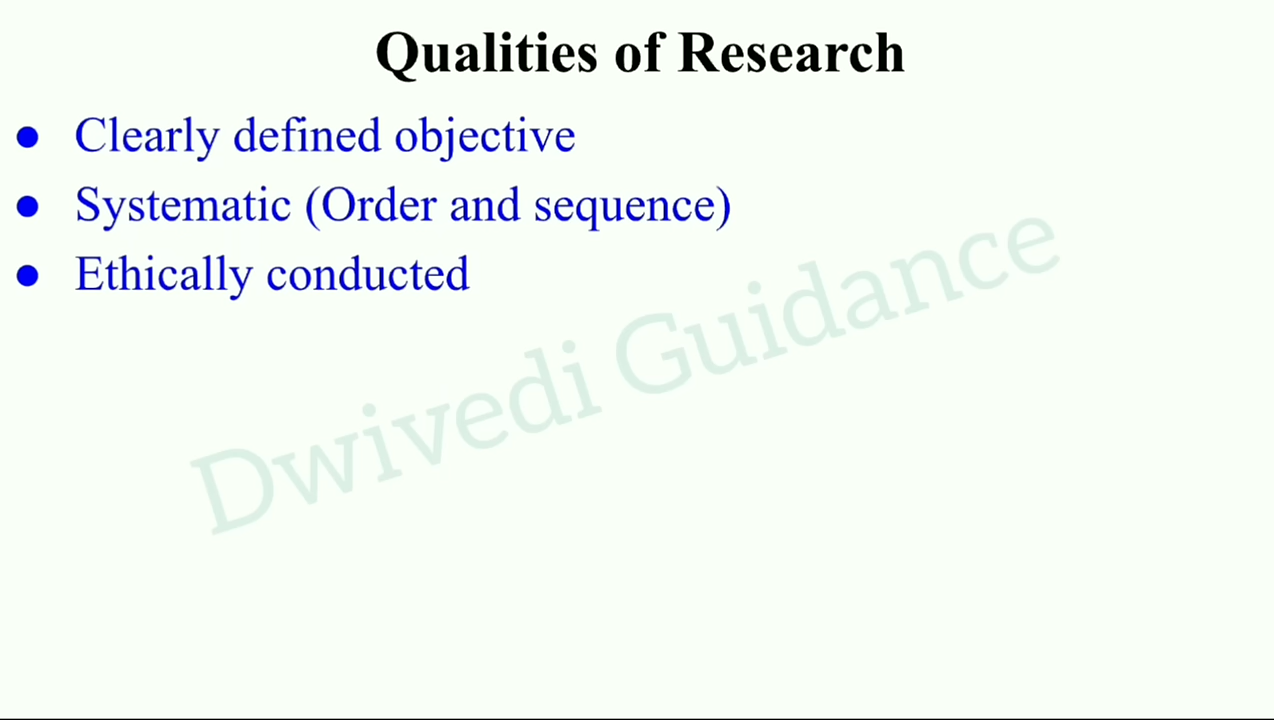 Qualities of Research
● Clearly defined objective
● Systematic (Order and sequence)
● Ethically conducted
Dwivedi Guidance